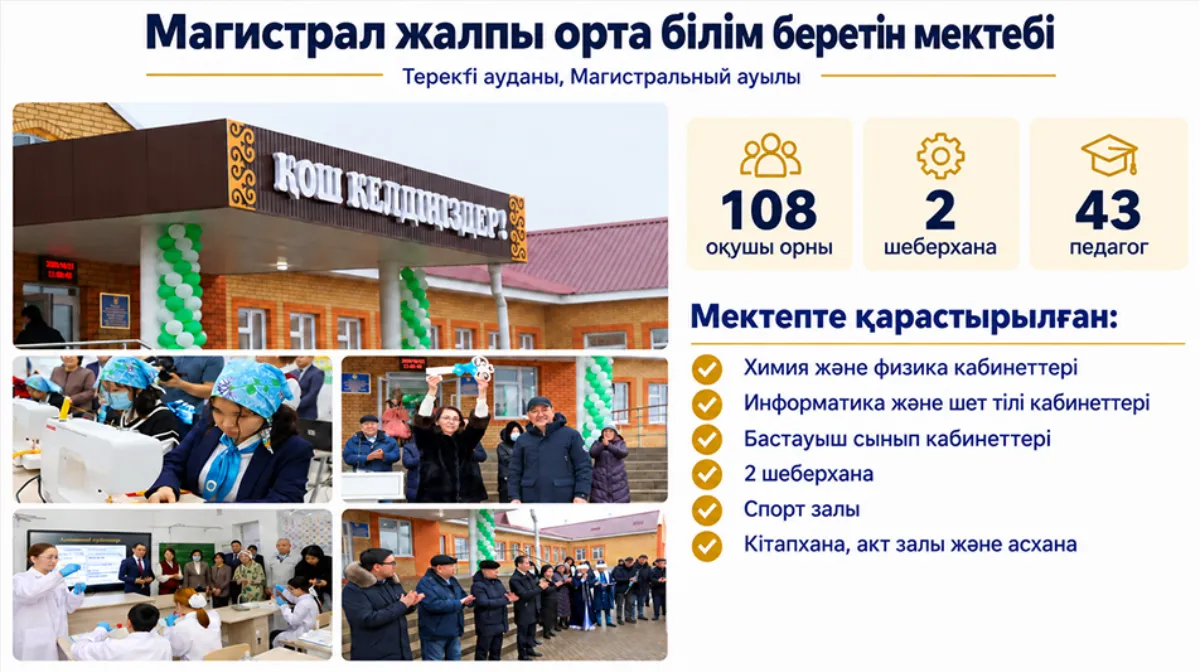 Магистрал жалпы орта білім беретін мектебі
Теректі ауданы, Магистральный ауылы
ҚОШ КЕЛДІҢІЗДЕР!
108
оқушы орны
2
шеберхана
43
педагог
Мектепте қарастырылған:
Химия және физика кабинеттері
Информатика және шет тілі кабинеттері
Бастауыш сынып кабинеттері
2 шеберхана
Спорт залы
Кітапхана, акт залы және асхана